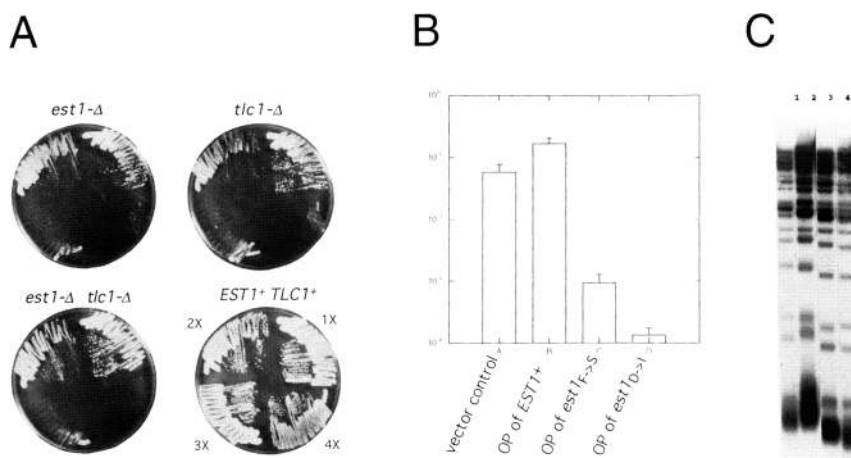 A
B
C
est1-Δ
tlc1-Δ
est1-Δ tlc1-Δ
EST1+ TLC1+
2X
1X
3X
4X
A
B
D
vector control
OP of EST1+
OP of est1F->S
OP of est1D->I
1 2 3 4